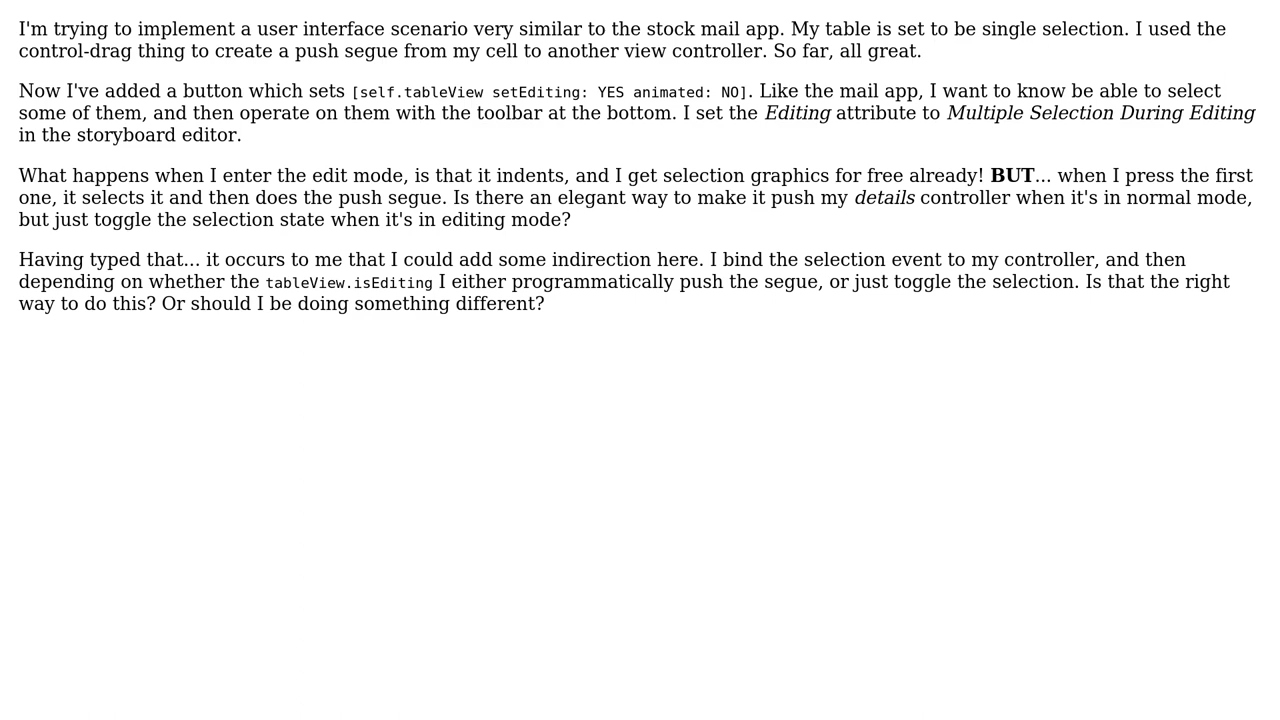 I'm trying to implement a user interface scenario very similar to the stock mail app. My table is set to be single selection. I used the
control-drag thing to create a push segue from my cell to another view controller. So far, all great.
Now I've added a button which sets [self.tableView setEditing: YES animated: NO]. Like the mail app, I want to know be able to select
some of them, and then operate on them with the toolbar at the bottom. I set the Editing attribute to Multiple Selection During Editing
in the storyboard editor.
What happens when I enter the edit mode, is that it indents, and I get selection graphics for free already! BUT... when I press the first
one, it selects it and then does the push segue. Is there an elegant way to make it push my details controller when it's in normal mode,
but just toggle the selection state when it's in editing mode?
Having typed that... it occurs to me that I could add some indirection here. I bind the selection event to my controller, and then
depending on whether the tableView.isEditing I either programmatically push the segue, or just toggle the selection. Is that the right
way to do this? Or should I be doing something different?